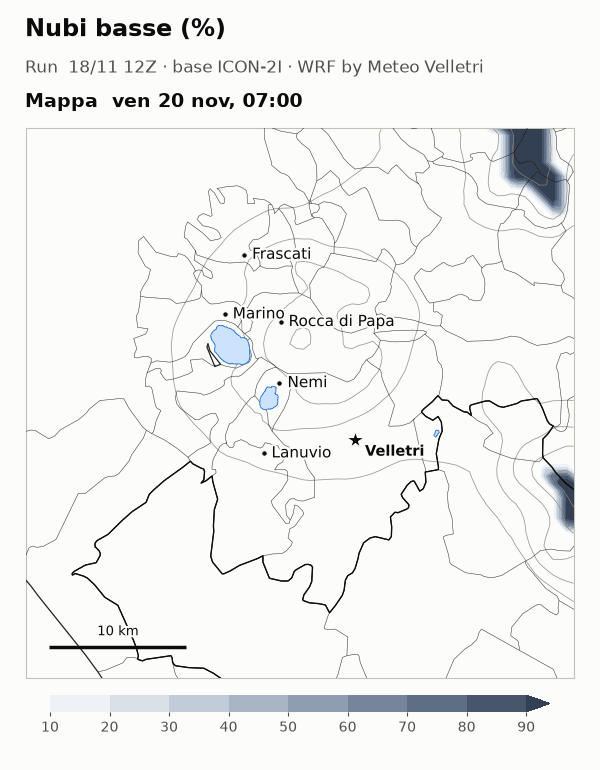 Nubi basse (%)
Run  18/11 12Z · base ICON-2I · WRF by Meteo Velletri
Mappa  ven 20 nov, 07:00
Frascati
Marino
Rocca di Papa
Nemi
Velletri
Lanuvio
10 km
10 20 30 40 50 60 70 80 90